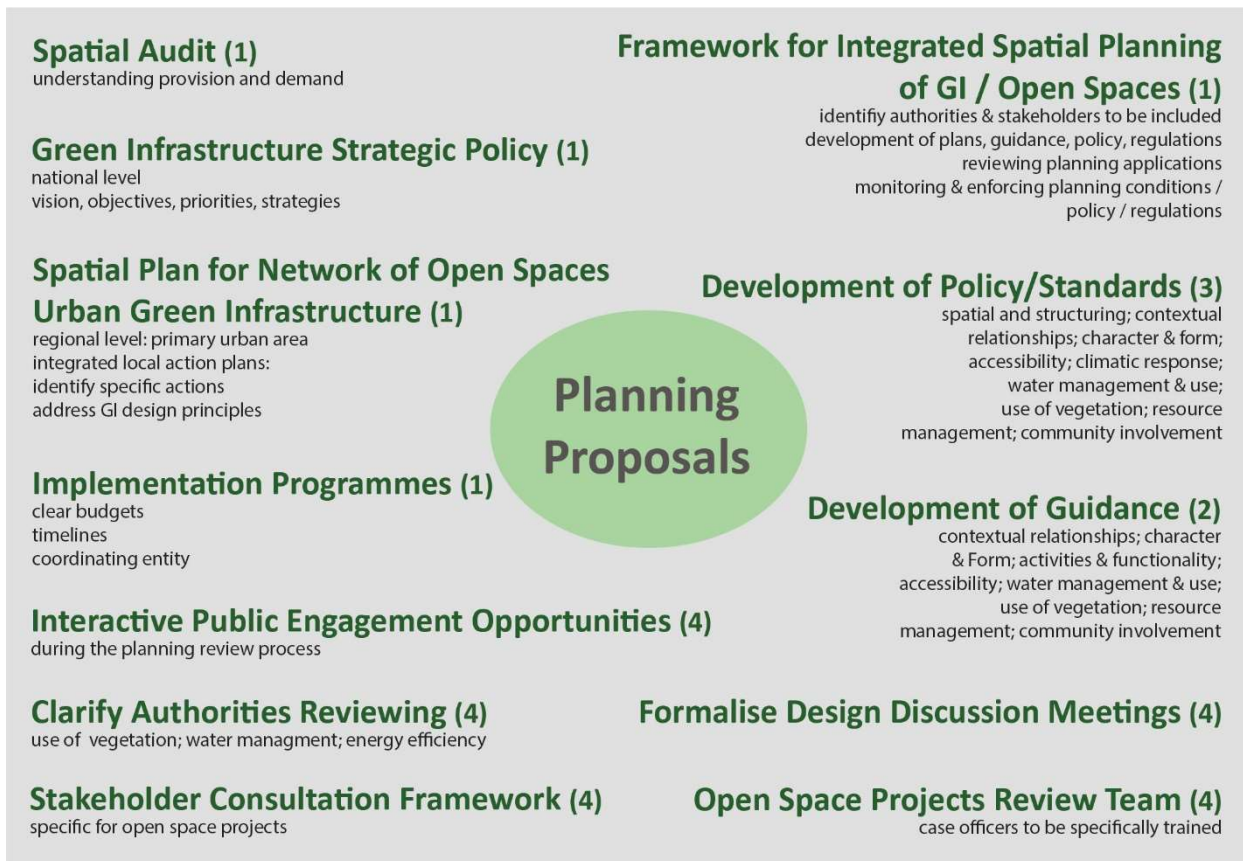 Spatial Audit (1)
understanding provision and demand
Green Infrastructure Strategic Policy (1)
national level
vision, objectives, priorities, strategies
Spatial Plan for Network of Open Spaces
Urban Green Infrastructure (1)
regional level: primary urban area
integrated local action plans:
identify specific actions
address GI design principles
Implementation Programmes (1)
clear budgets
timelines
coordinating entity
Interactive Public Engagement Opportunities (4)
during the planning review process
Clarify Authorities Reviewing (4)
use of vegetation; water managment; energy efficiency
Stakeholder Consultation Framework (4)
specific for open space projects
Planning
Proposals
Framework for Integrated Spatial Planning
of GI / Open Spaces (1)
identifiy authorities & stakeholders to be included
development of plans, guidance, policy, regulations
reviewing planning applications
monitoring & enforcing planning conditions /
policy / regulations
Development of Policy/Standards (3)
spatial and structuring; contextual
relationships; character & form;
accessibility; climatic response;
water management & use;
use of vegetation; resource
management; community involvement
Development of Guidance (2)
contextual relationships; character
& Form; activities & functionality;
accessibility; water management & use;
use of vegetation; resource
management; community involvement
Formalise Design Discussion Meetings (4)
Open Space Projects Review Team (4)
case officers to be specifically trained